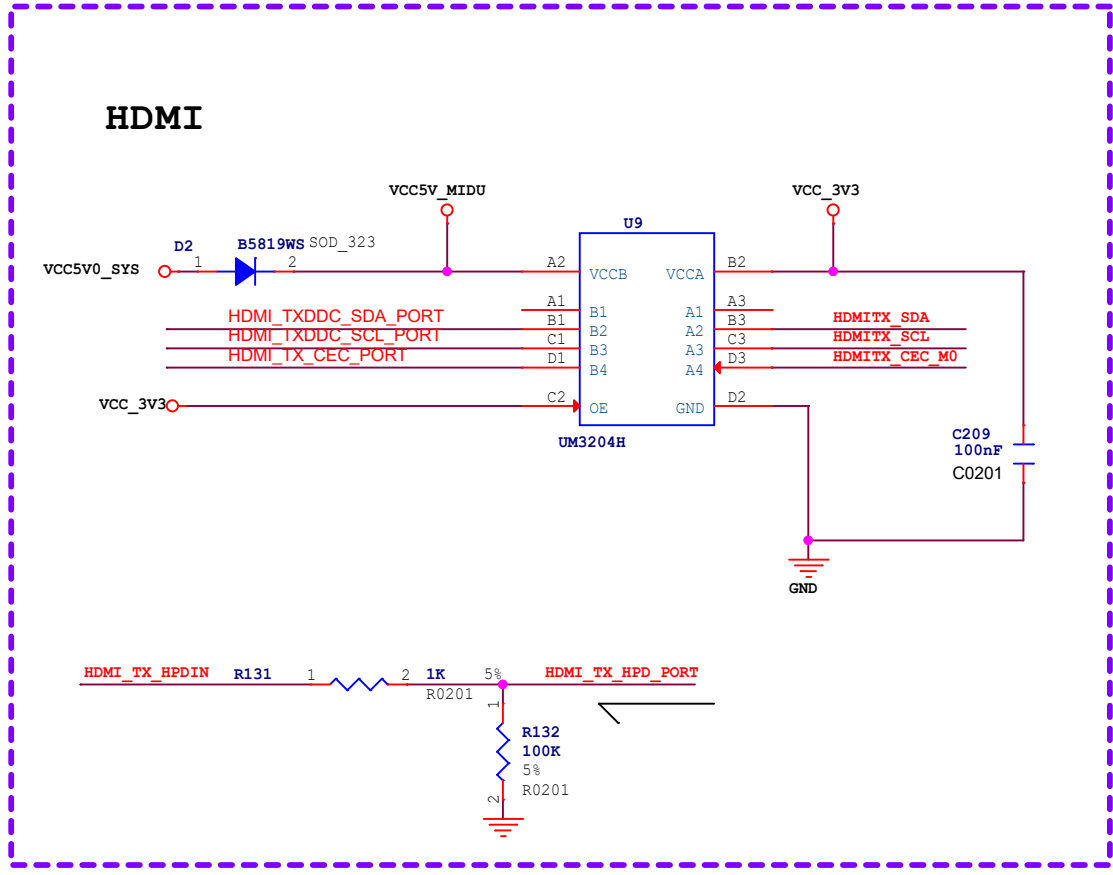 HDMI
VCC5V_MIDU
VCC_3V3
U9
D2
B5819WS SOD_323
VCC5V0_SYS
1
2
A2
VCCB
VCCA
B2
A1
B1
A1
A3
HDMI_TXDDC_SDA_PORT
B1
B2
A2
B3
HDMITX_SDA
HDMI_TXDDC_SCL_PORT
C1
B3
A3
C3
HDMITX_SCL
HDMI_TX_CEC_PORT
D1
B4
A4
D3
HDMITX_CEC_M0
VCC_3V3
C2
OE
GND
D2
UM3204H
C209
100nF
C0201
GND
HDMI_TX_HPDIN
R131
1
2
1K
5%
R0201
HDMI_TX_HPD_PORT
1
R132
100K
5%
R0201
2